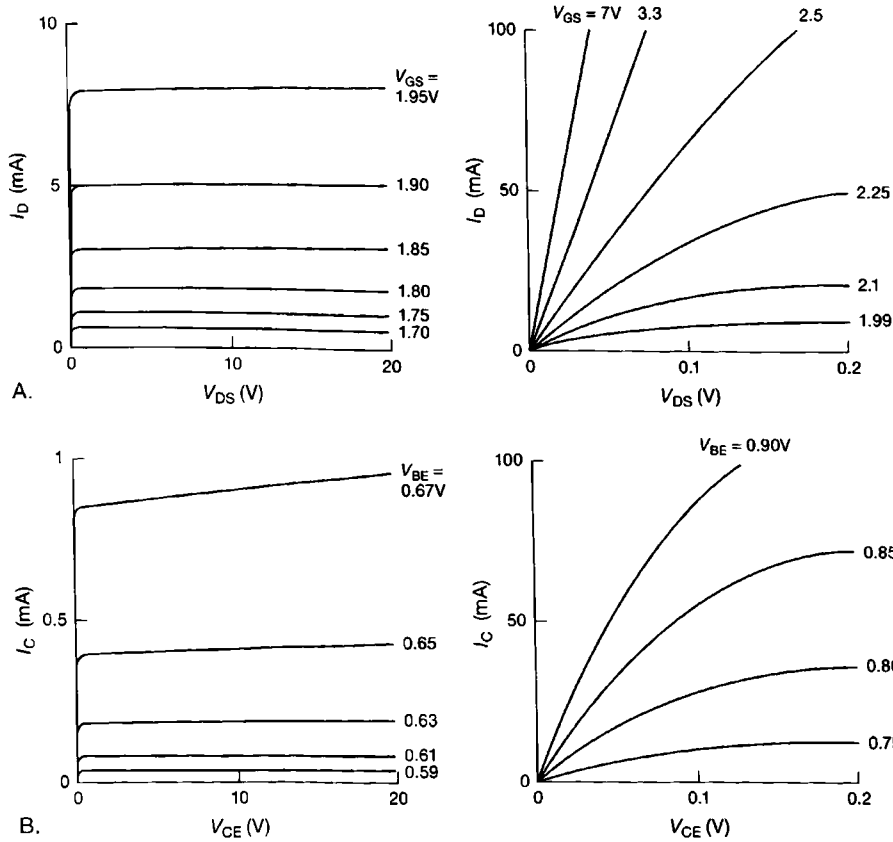 10
5
0
I_D (mA)
V_GS =
1.95V
1.90
1.85
1.80
1.75
1.70
0
10
20
V_DS (V)
A.
100
50
0
I_D (mA)
V_GS = 7V
3.3
2.5
2.25
2.1
1.99
0
0.1
0.2
V_DS (V)
1
0.5
0
I_C (mA)
V_BE =
0.67V
0.65
0.63
0.61
0.59
0
10
20
V_CE (V)
B.
100
50
0
I_C (mA)
V_BE = 0.90V
0.85
0
0.1
0.2
V_CE (V)